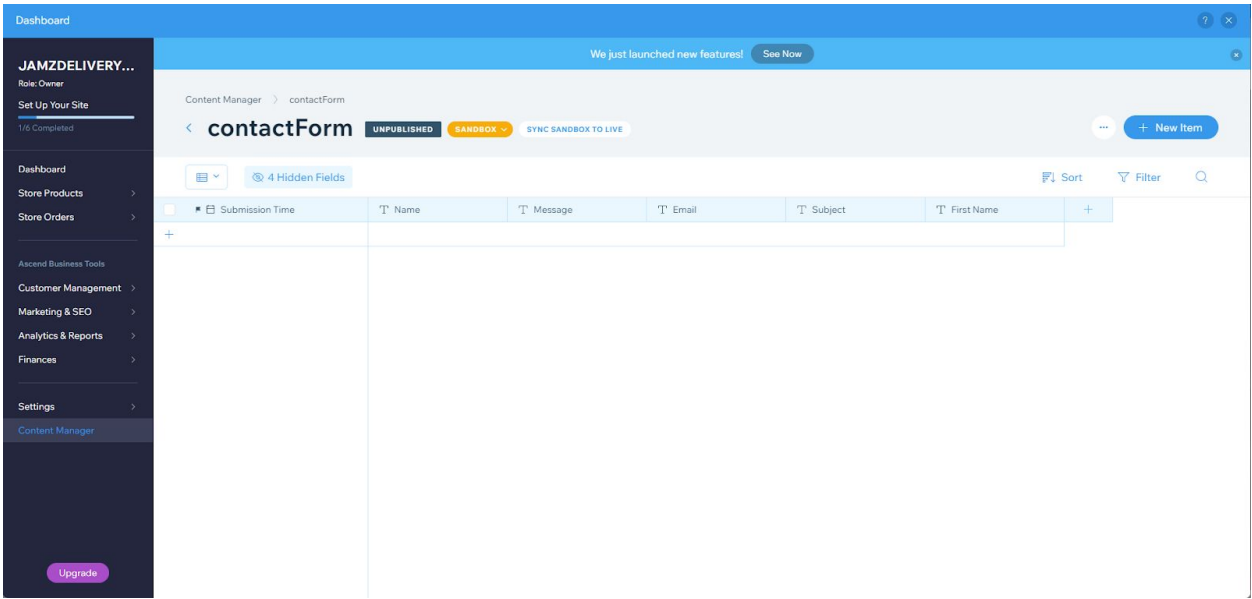 Dashboard
?
We just launched new features! See Now
JAMZDELIVERY...
Role: Owner
Set Up Your Site
1/6 Completed
Dashboard
Store Products
Store Orders
Ascend Business Tools
Customer Management
Marketing & SEO
Analytics & Reports
Finances
Settings
Content Manager
Upgrade
Content Manager > contactForm
< contactForm UNPUBLISHED SANDBOX SYNC SANDBOX TO LIVE
... + New Item
4 Hidden Fields Sort Filter
Submission Time T Name T Message T Email T Subject T First Name +
+